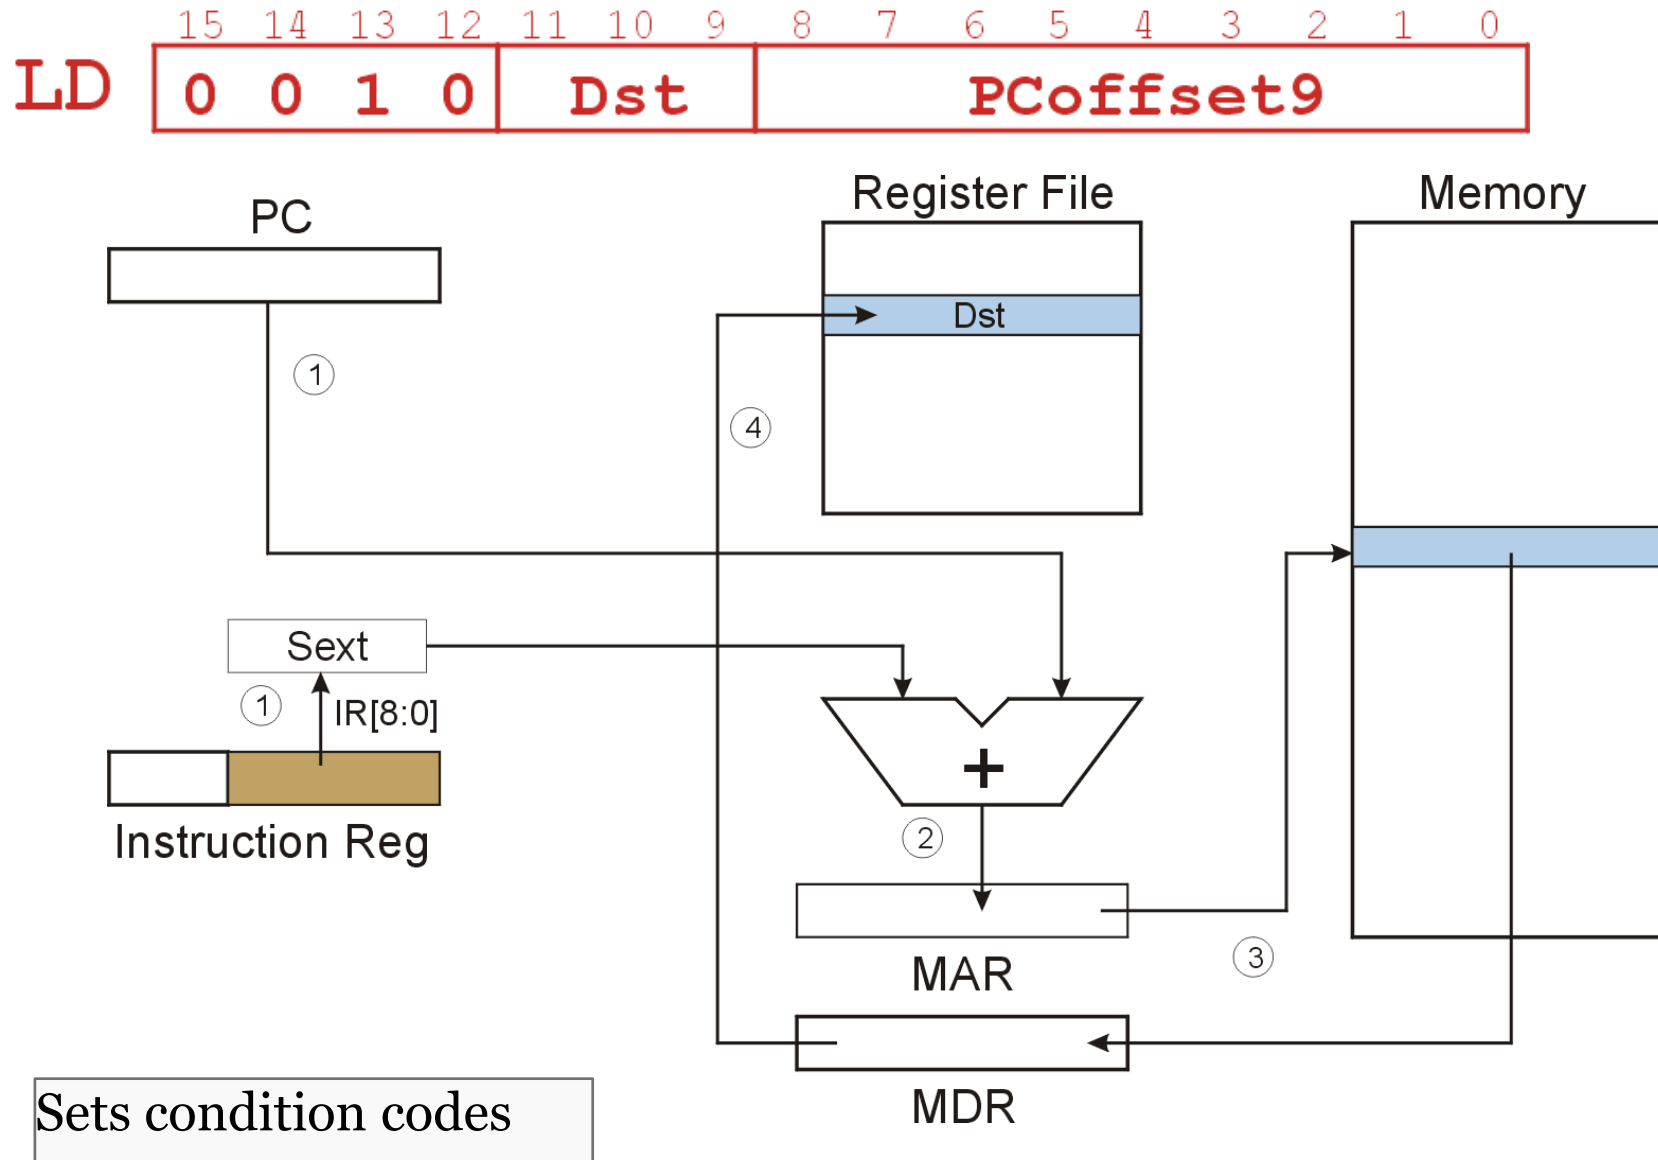 15 14 13 12 11 10 9 8 7 6 5 4 3 2 1 0
LD 0 0 1 0 Dst PCoffset9
Register File
Memory
PC
Dst
1
4
Sext
1
IR[8:0]
+
2
Instruction Reg
3
MAR
MDR
Sets condition codes